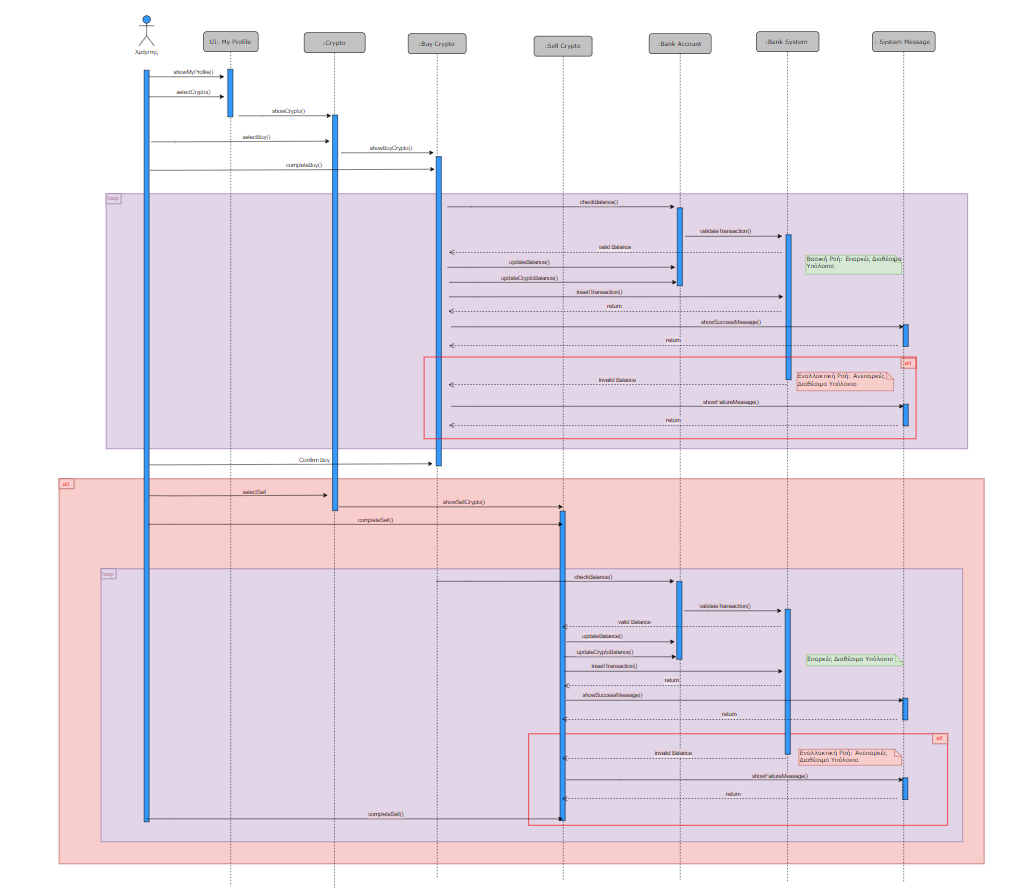 Χρήστης
UI: My Profile
:Crypto
:Buy Crypto
:Sell Crypto
:Bank Account
:Bank System
: System Message
showMyProfile()
selectCrypto()
showCrypto()
selectBuy()
showBuyCrypto()
completeBuy()
loop
checkBalance()
validateTransaction()
valid Balance
Βασική Ροή: Επαρκές Διαθέσιμο
Υπόλοιπο
updateBalance()
updateCryptoBalance()
insertTransaction()
return
showSuccessMessage()
return
alt
invalid Balance
Εναλλακτική Ροή: Ανεπαρκές
Διαθέσιμο Υπόλοιπο
showFailureMessage()
return
Confirm Buy
alt
selectSell
showSellCrypto()
completeSell()
loop
checkBalance()
validateTransaction()
valid Balance
updateBalance()
updateCryptoBalance()
Επαρκές Διαθέσιμο Υπόλοιπο
insertTransaction()
return
showSuccessMessage()
return
alt
invalid Balance
Εναλλακτική Ροή: Ανεπαρκές
Διαθέσιμο Υπόλοιπο
showFailureMessage()
return
completeSell()